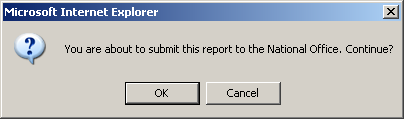 Microsoft Internet Explorer
You are about to submit this report to the National Office. Continue?
OK
Cancel